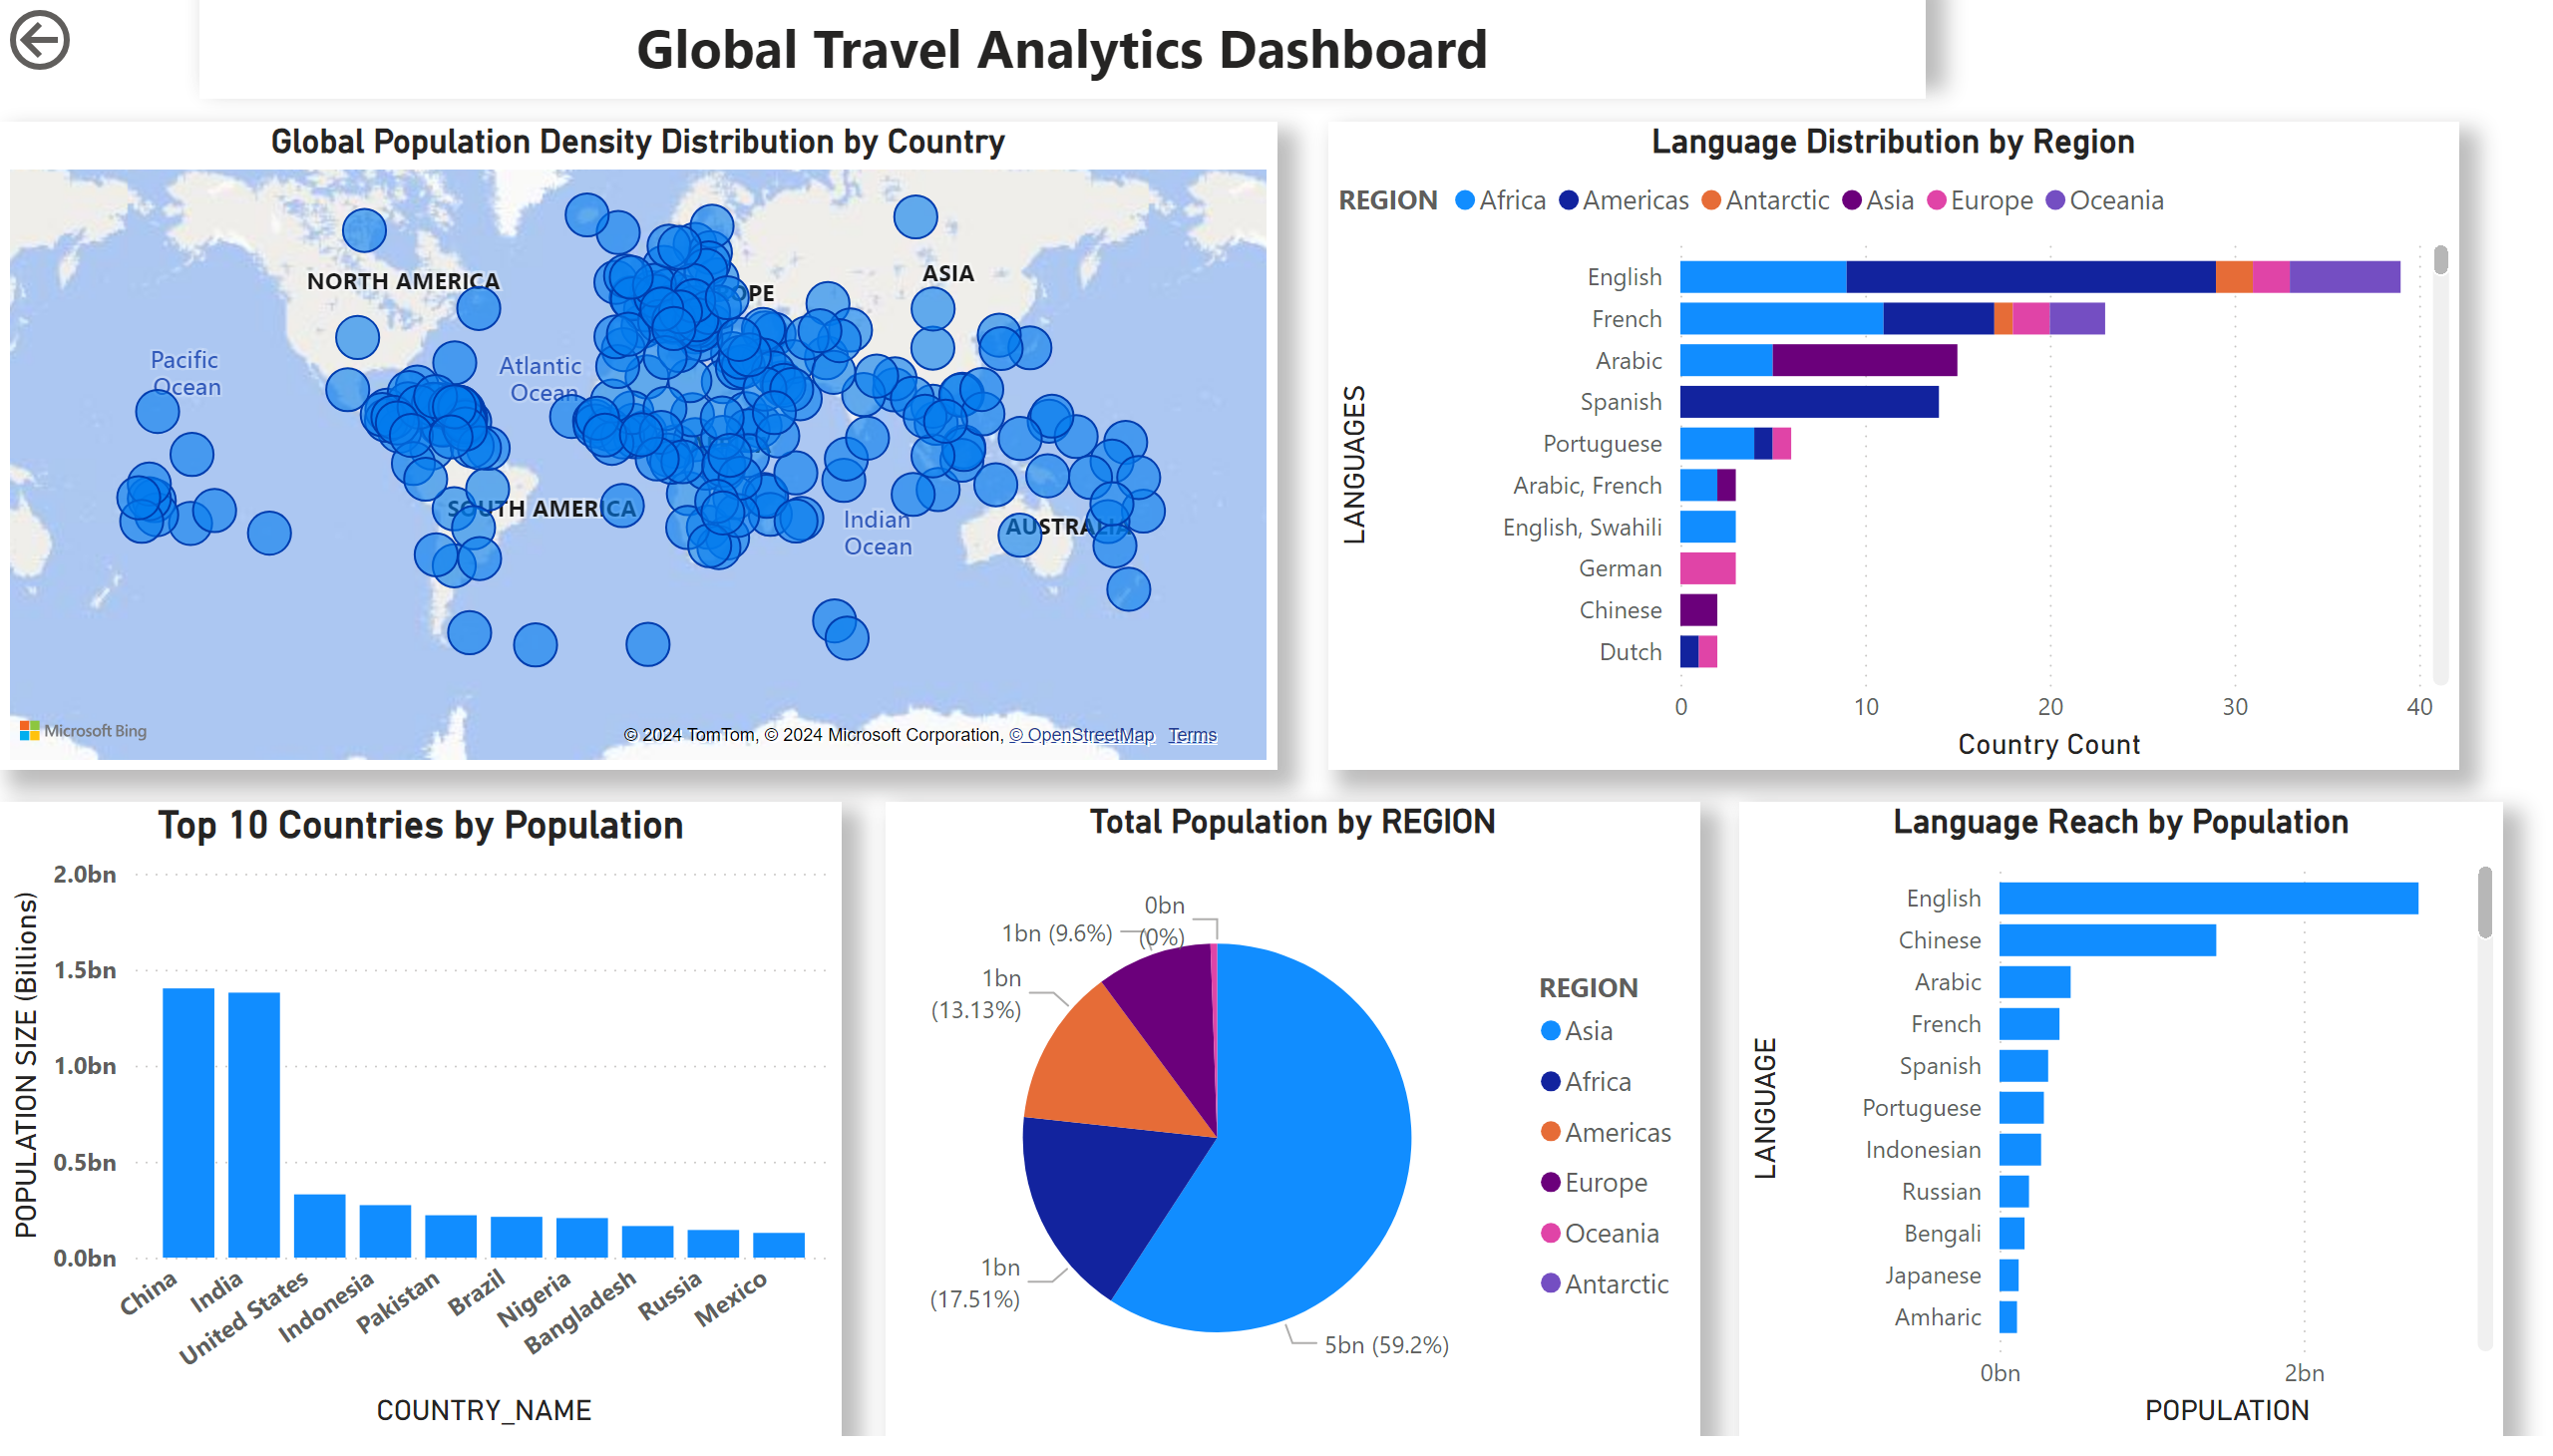 Global Travel Analytics Dashboard
Global Population Density Distribution by Country
NORTH AMERICA
OPE
ASIA
Pacific
Ocean
Atlantic
Ocean
SOUTH AMERICA
Indian
Ocean
AUSTRALIA
Microsoft Bing
© 2024 TomTom, © 2024 Microsoft Corporation, © OpenStreetMap Terms
Language Distribution by Region
REGION Africa Americas Antarctic Asia Europe Oceania
LANGUAGES
English
French
Arabic
Spanish
Portuguese
Arabic, French
English, Swahili
German
Chinese
Dutch
0 10 20 30 40
Country Count
Top 10 Countries by Population
POPULATION SIZE (Billions)
2.0bn
1.5bn
1.0bn
0.5bn
0.0bn
China India United States Indonesia Pakistan Brazil Nigeria Bangladesh Russia Mexico
COUNTRY_NAME
Total Population by REGION
0bn
(0%)
1bn (9.6%)
1bn
(13.13%)
1bn
(17.51%)
5bn (59.2%)
REGION
Asia
Africa
Americas
Europe
Oceania
Antarctic
Language Reach by Population
LANGUAGE
English
Chinese
Arabic
French
Spanish
Portuguese
Indonesian
Russian
Bengali
Japanese
Amharic
0bn 2bn
POPULATION